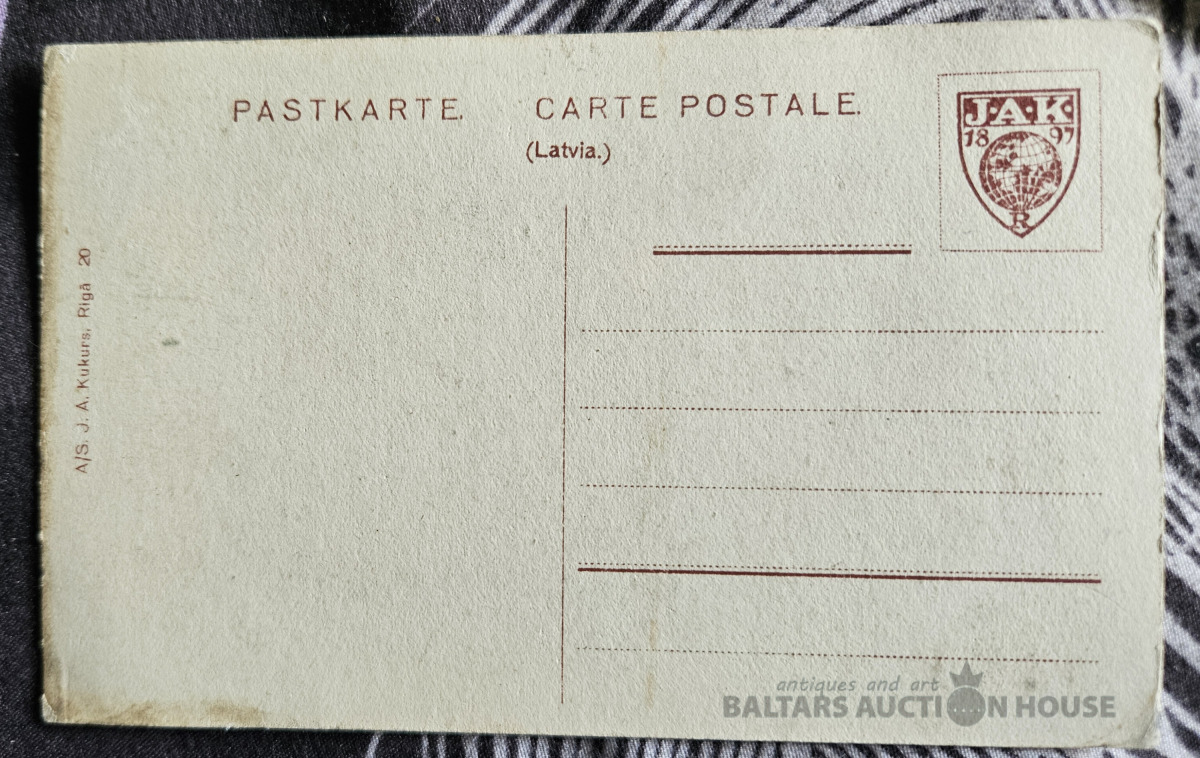 PASTKARTE. CARTE POSTALE.
(Latvia.)
J·A·K·
18 97
R
A/S. J. A. Kukurs, Rigā 20
antiques and art
BALTARS AUCTION HOUSE